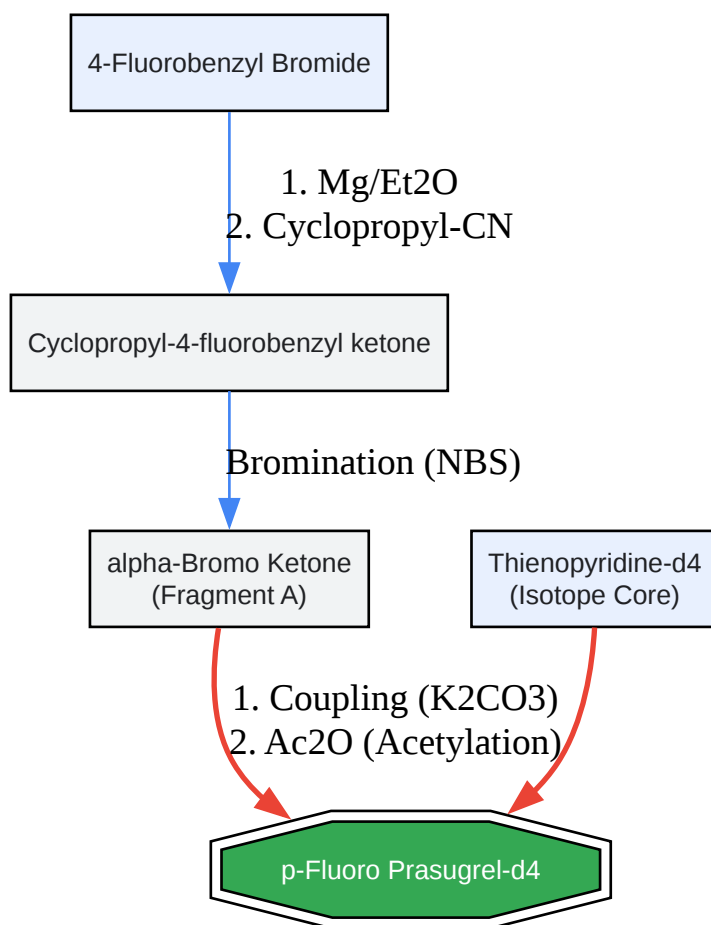 4-Fluorobenzyl Bromide
1. Mg/Et2O
2. Cyclopropyl-CN
Cyclopropyl-4-fluorobenzyl ketone
Bromination (NBS)
alpha-Bromo Ketone
(Fragment A)
Thienopyridine-d4
(Isotope Core)
1. Coupling (K2CO3)
2. Ac2O (Acetylation)
p-Fluoro Prasugrel-d4